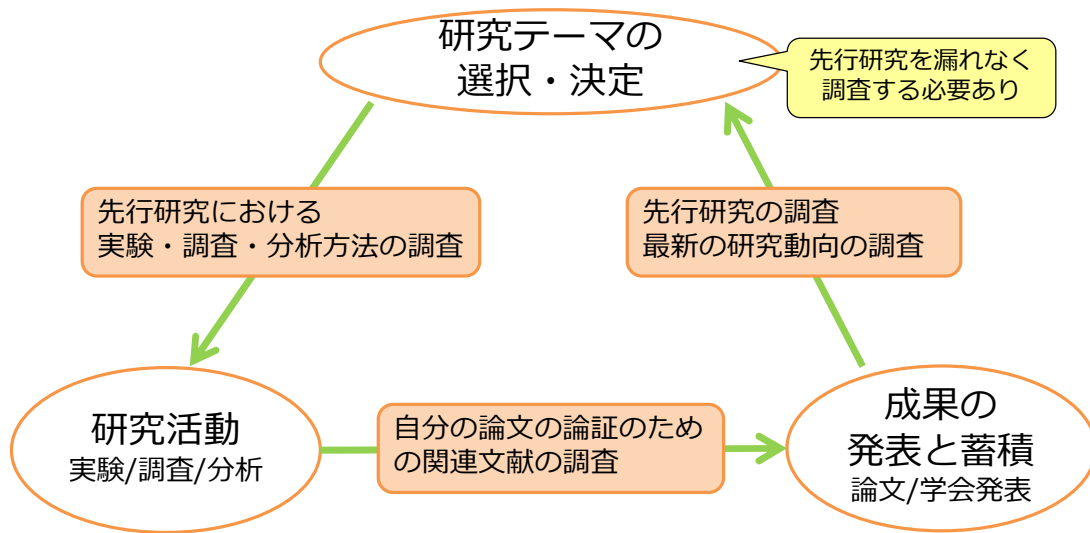 研究テーマの
選択・決定
先行研究を漏れなく
調査する必要あり
先行研究における
実験・調査・分析方法の調査
先行研究の調査
最新の研究動向の調査
研究活動
実験/調査/分析
自分の論文の論証のため
の関連文献の調査
成果の
発表と蓄積
論文/学会発表